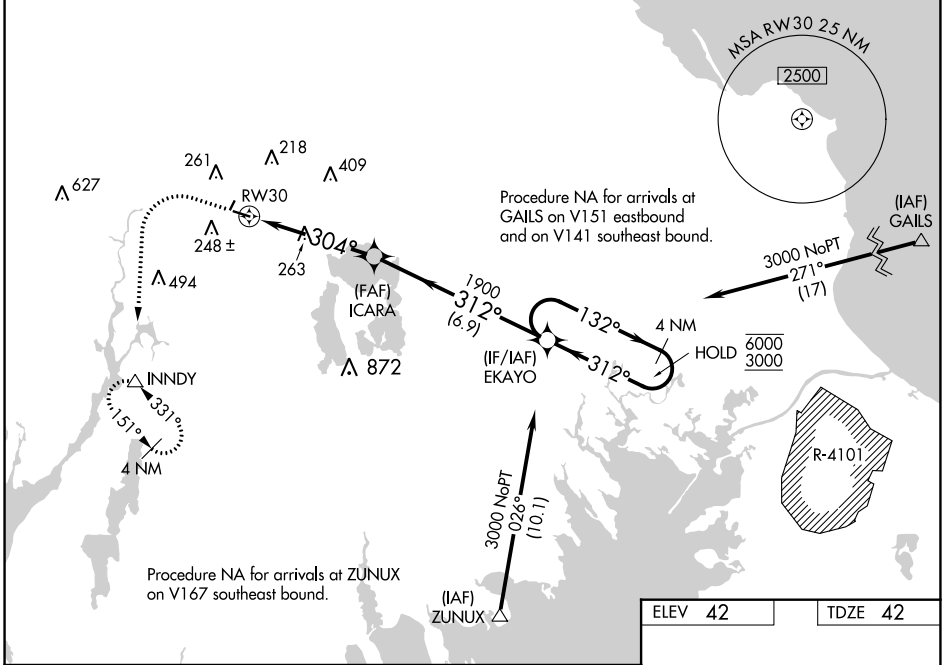 MSA RW30 25 NM
2500
627
261
218
409
RW30
248 ±
494
263
304°
(FAF)
ICARA
872
Procedure NA for arrivals at
GAILS on V151 eastbound
and on V141 southeast bound.
(IAF)
GAILS
3000 NoPT
271°
(17)
1900
312°
(6.9)
132°
4 NM
HOLD
6000
3000
312°
(IF/IAF)
EKAYO
INNDY
331°
151°
4 NM
R-4101
3000 NoPT
026°
(10.1)
Procedure NA for arrivals at ZUNUX
on V167 southeast bound.
(IAF)
ZUNUX
ELEV 42
TDZE 42